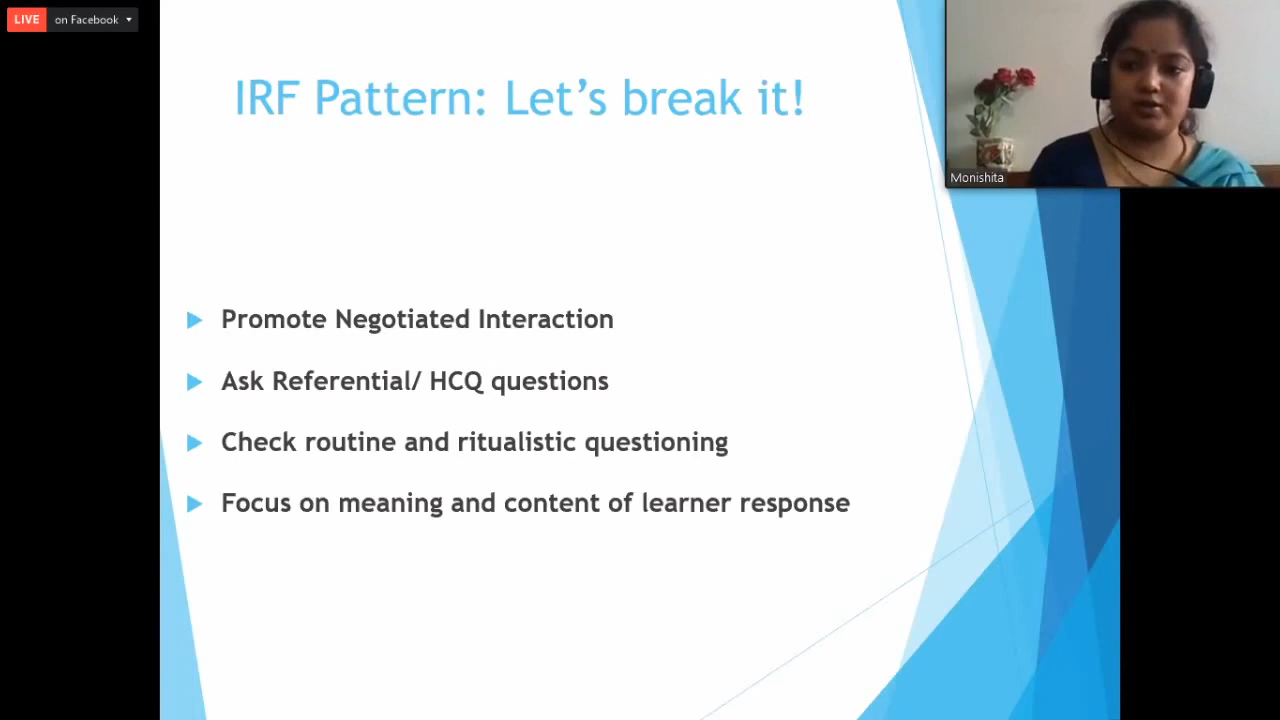 LIVE on Facebook
IRF Pattern: Let's break it!
Monishita
Promote Negotiated Interaction
Ask Referential/ HCQ questions
Check routine and ritualistic questioning
Focus on meaning and content of learner response